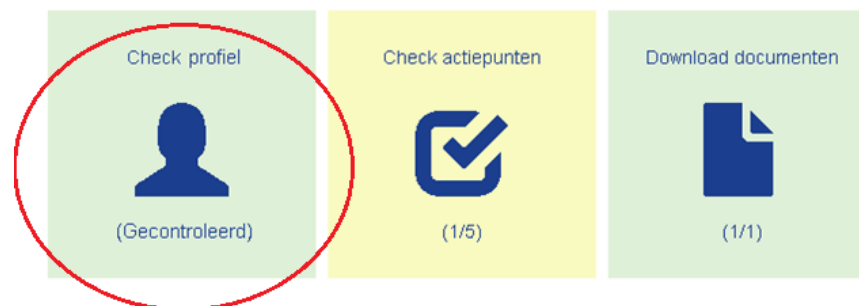 Check profiel
(Gecontroleerd)
Check actiepunten
(1/5)
Download documenten
(1/1)